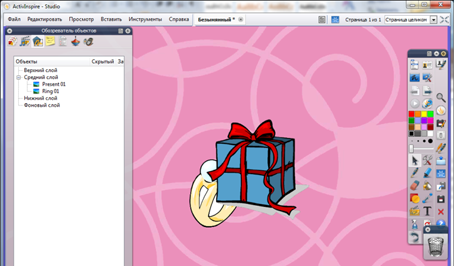 ActivInspire - Studio
Файл Редактировать Просмотр Вставить Инструменты Справка
Безымянный *
Страница 1 из 1
Страница целиком
Обозреватель объектов
Объекты Скрытый За
Верхний слой
Средний слой
Present 01
Ring 01
Нижний слой
Фоновый слой